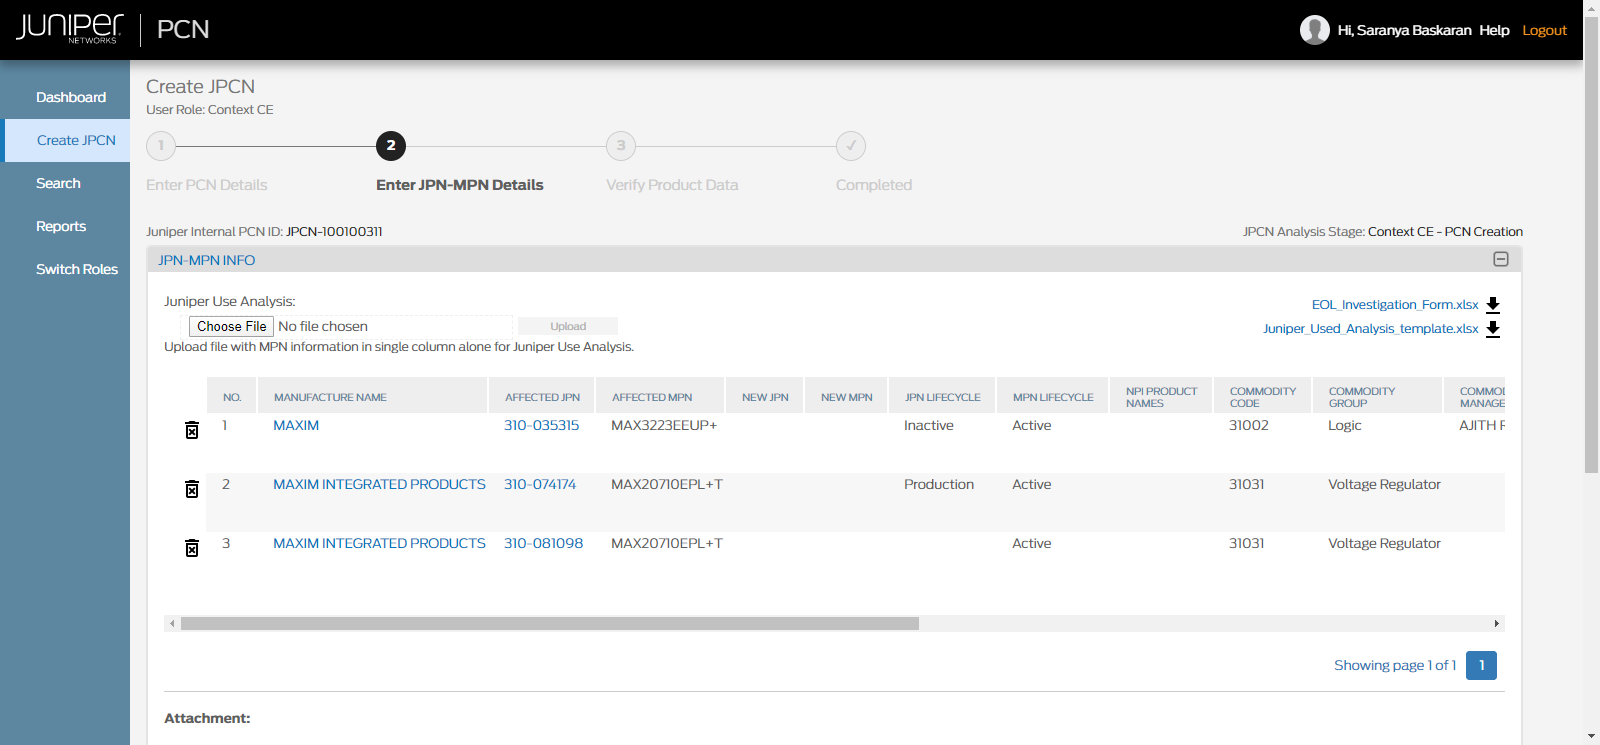 JUNIPER NETWORKS PCN
Hi, Saranya Baskaran Help Logout
Dashboard
Create JPCN
Search
Reports
Switch Roles
Create JPCN
User Role: Context CE
1 2 3 ✓
Enter PCN Details Enter JPN-MPN Details Verify Product Data Completed
Juniper Internal PCN ID: JPCN-100100311 JPCN Analysis Stage: Context CE - PCN Creation
JPN-MPN INFO
Juniper Use Analysis:
EOL_Investigation_Form.xlsx
Choose File No file chosen Upload
Juniper_Used_Analysis_template.xlsx
Upload file with MPN information in single column alone for Juniper Use Analysis.
NO. MANUFACTURE NAME AFFECTED JPN AFFECTED MPN NEW JPN NEW MPN JPN LIFECYCLE MPN LIFECYCLE NPI PRODUCT NAMES COMMODITY CODE COMMODITY GROUP COMMOD MANAGE
1 MAXIM 310-035315 MAX3223EEUP+ Inactive Active 31002 Logic AJITH R
2 MAXIM INTEGRATED PRODUCTS 310-074174 MAX20710EPL+T Production Active 31031 Voltage Regulator
3 MAXIM INTEGRATED PRODUCTS 310-081098 MAX20710EPL+T Active 31031 Voltage Regulator
Showing page 1 of 1 1
Attachment: